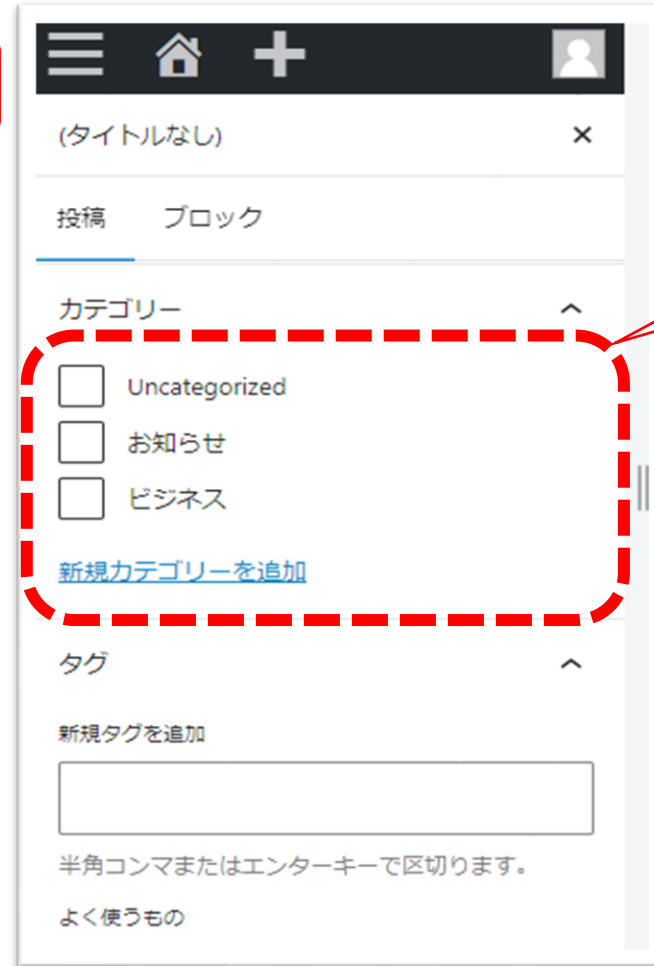 (タイトルなし)
投稿 ブロック
カテゴリー
Uncategorized
お知らせ
ビジネス
新規カテゴリーを追加
タグ
新規タグを追加
半角コンマまたはエンターキーで区切ります。
よく使うもの